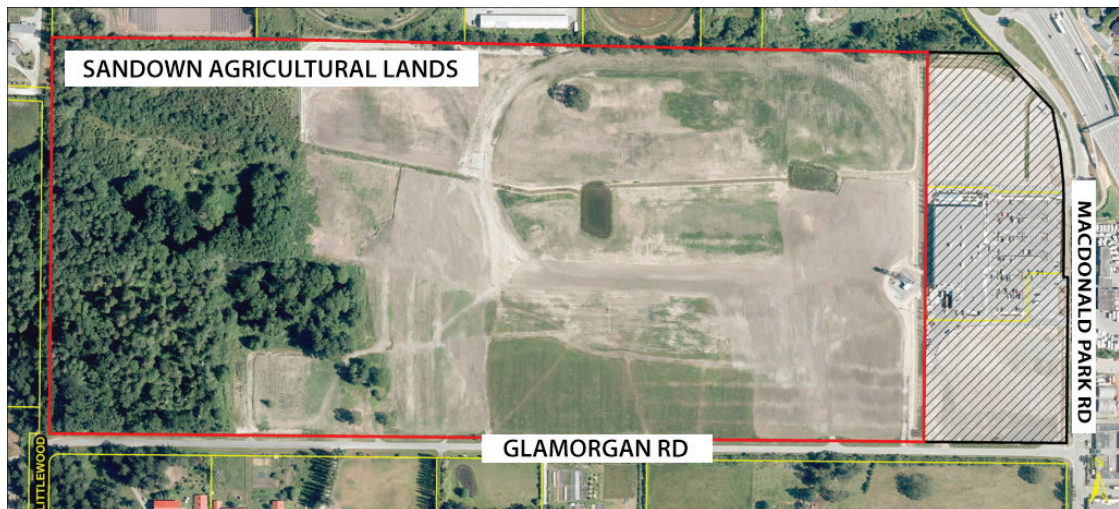 SANDOWN AGRICULTURAL LANDS
MACDONALD PARK RD
GLAMORGAN RD
LITTLEWOOD
N